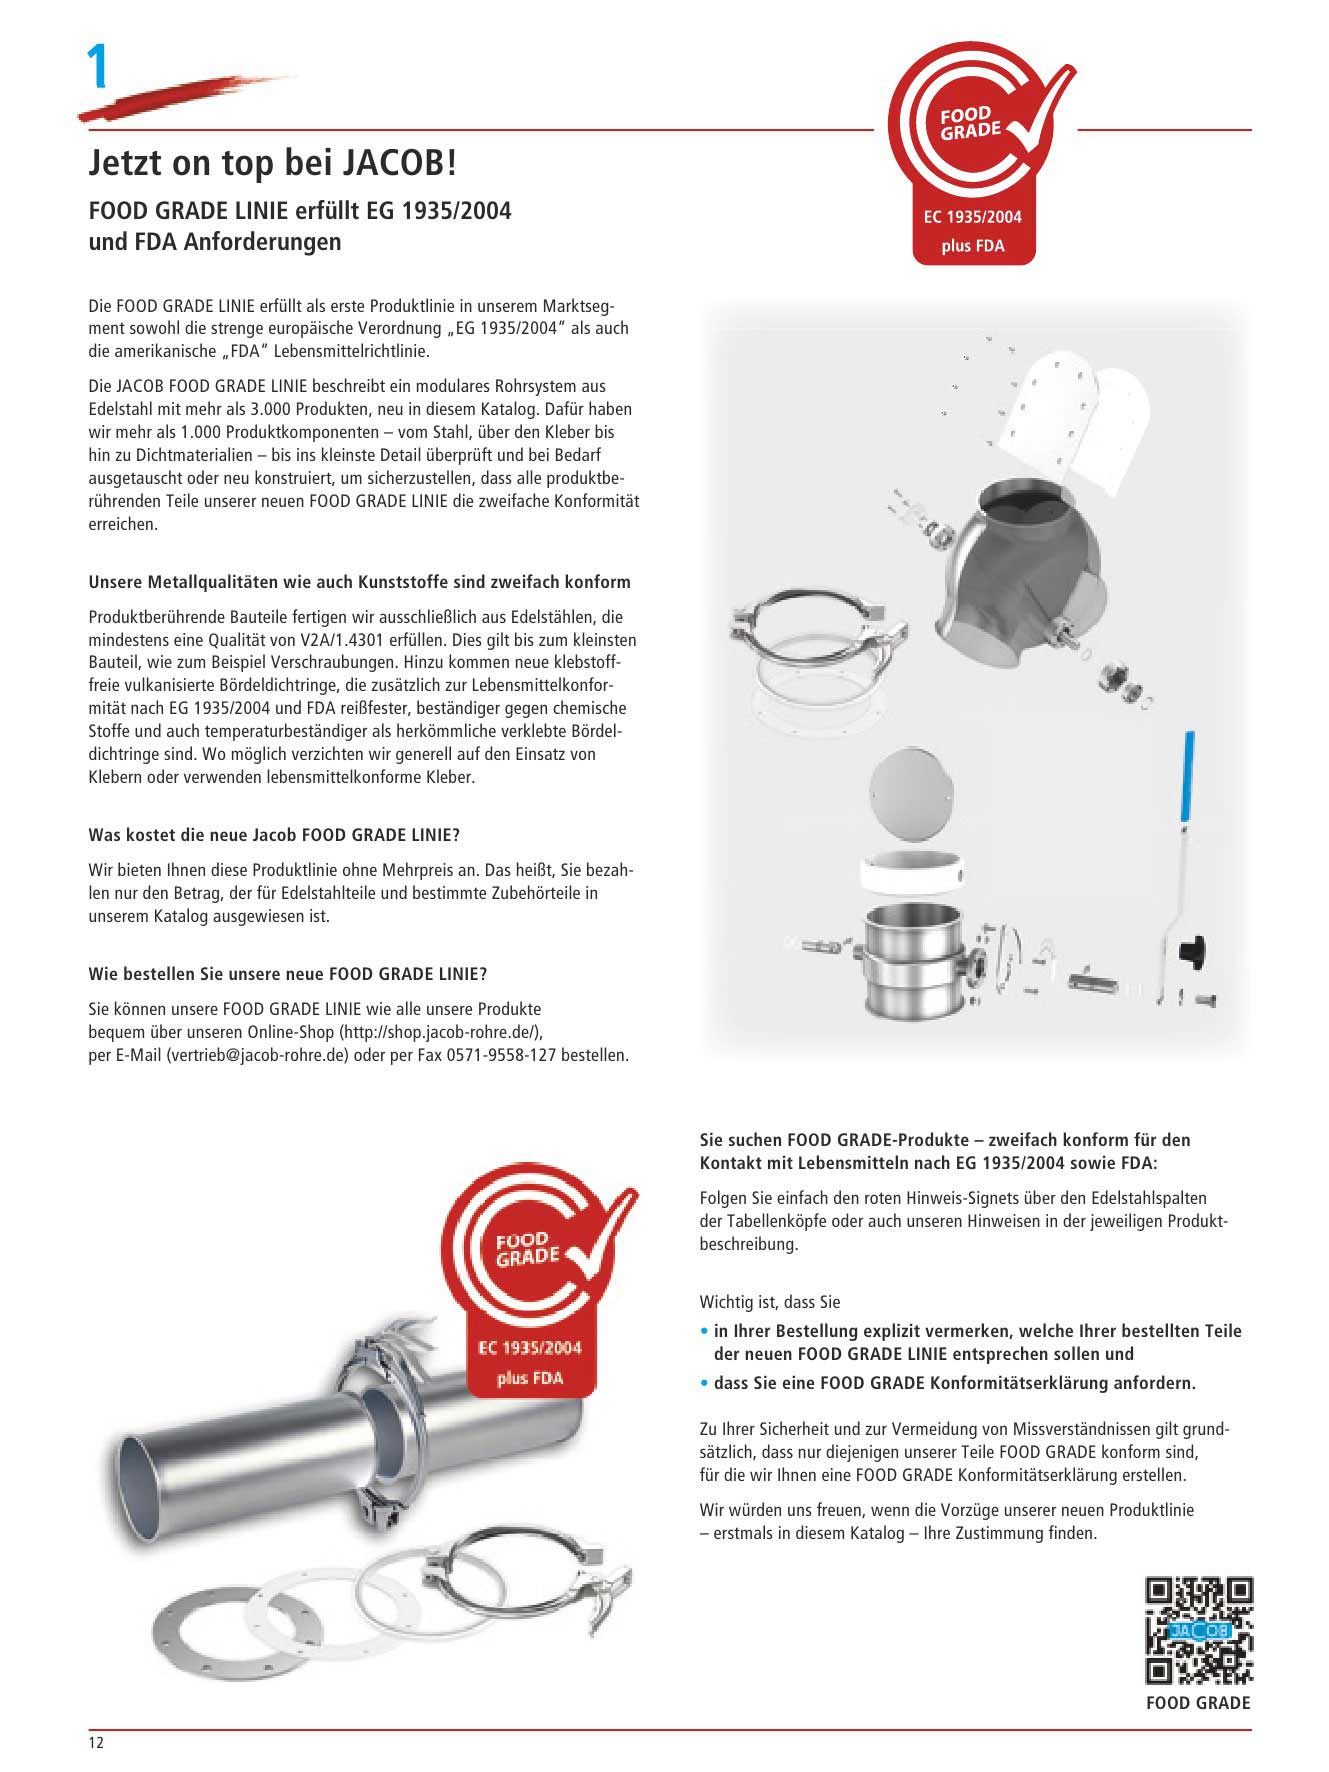 1
FOOD
GRADE
EC 1935/2004
plus FDA
Jetzt on top bei JACOB!
FOOD GRADE LINIE erfüllt EG 1935/2004
und FDA Anforderungen
Die FOOD GRADE LINIE erfüllt als erste Produktlinie in unserem Marktseg-
ment sowohl die strenge europäische Verordnung „EG 1935/2004“ als auch
die amerikanische „FDA“ Lebensmittelrichtlinie.
Die JACOB FOOD GRADE LINIE beschreibt ein modulares Rohrsystem aus
Edelstahl mit mehr als 3.000 Produkten, neu in diesem Katalog. Dafür haben
wir mehr als 1.000 Produktkomponenten – vom Stahl, über den Kleber bis
hin zu Dichtmaterialien – bis ins kleinste Detail überprüft und bei Bedarf
ausgetauscht oder neu konstruiert, um sicherzustellen, dass alle produktbe-
rührenden Teile unserer neuen FOOD GRADE LINIE die zweifache Konformität
erreichen.
Unsere Metallqualitäten wie auch Kunststoffe sind zweifach konform
Produktberührende Bauteile fertigen wir ausschließlich aus Edelstählen, die
mindestens eine Qualität von V2A/1.4301 erfüllen. Dies gilt bis zum kleinsten
Bauteil, wie zum Beispiel Verschraubungen. Hinzu kommen neue klebstoff-
freie vulkanisierte Bördeldichtringe, die zusätzlich zur Lebensmittelkonfor-
mität nach EG 1935/2004 und FDA reißfester, beständiger gegen chemische
Stoffe und auch temperaturbeständiger als herkömmliche verklebte Bördel-
dichtringe sind. Wo möglich verzichten wir generell auf den Einsatz von
Klebern oder verwenden lebensmittelkonforme Kleber.
Was kostet die neue Jacob FOOD GRADE LINIE?
Wir bieten Ihnen diese Produktlinie ohne Mehrpreis an. Das heißt, Sie bezah-
len nur den Betrag, der für Edelstahlteile und bestimmte Zubehörteile in
unserem Katalog ausgewiesen ist.
Wie bestellen Sie unsere neue FOOD GRADE LINIE?
Sie können unsere FOOD GRADE LINIE wie alle unsere Produkte
bequem über unseren Online-Shop (http://shop.jacob-rohre.de/),
per E-Mail (vertrieb@jacob-rohre.de) oder per Fax 0571-9558-127 bestellen.
FOOD
GRADE
EC 1935/2004
plus FDA
Sie suchen FOOD GRADE-Produkte – zweifach konform für den
Kontakt mit Lebensmitteln nach EG 1935/2004 sowie FDA:
Folgen Sie einfach den roten Hinweis-Signets über den Edelstahlspalten
der Tabellenköpfe oder auch unseren Hinweisen in der jeweiligen Produkt-
beschreibung.
Wichtig ist, dass Sie
• in Ihrer Bestellung explizit vermerken, welche Ihrer bestellten Teile
der neuen FOOD GRADE LINIE entsprechen sollen und
• dass Sie eine FOOD GRADE Konformitätserklärung anfordern.
Zu Ihrer Sicherheit und zur Vermeidung von Missverständnissen gilt grund-
sätzlich, dass nur diejenigen unserer Teile FOOD GRADE konform sind,
für die wir Ihnen eine FOOD GRADE Konformitätserklärung erstellen.
Wir würden uns freuen, wenn die Vorzüge unserer neuen Produktlinie
– erstmals in diesem Katalog – Ihre Zustimmung finden.
JACOB
FOOD GRADE
12